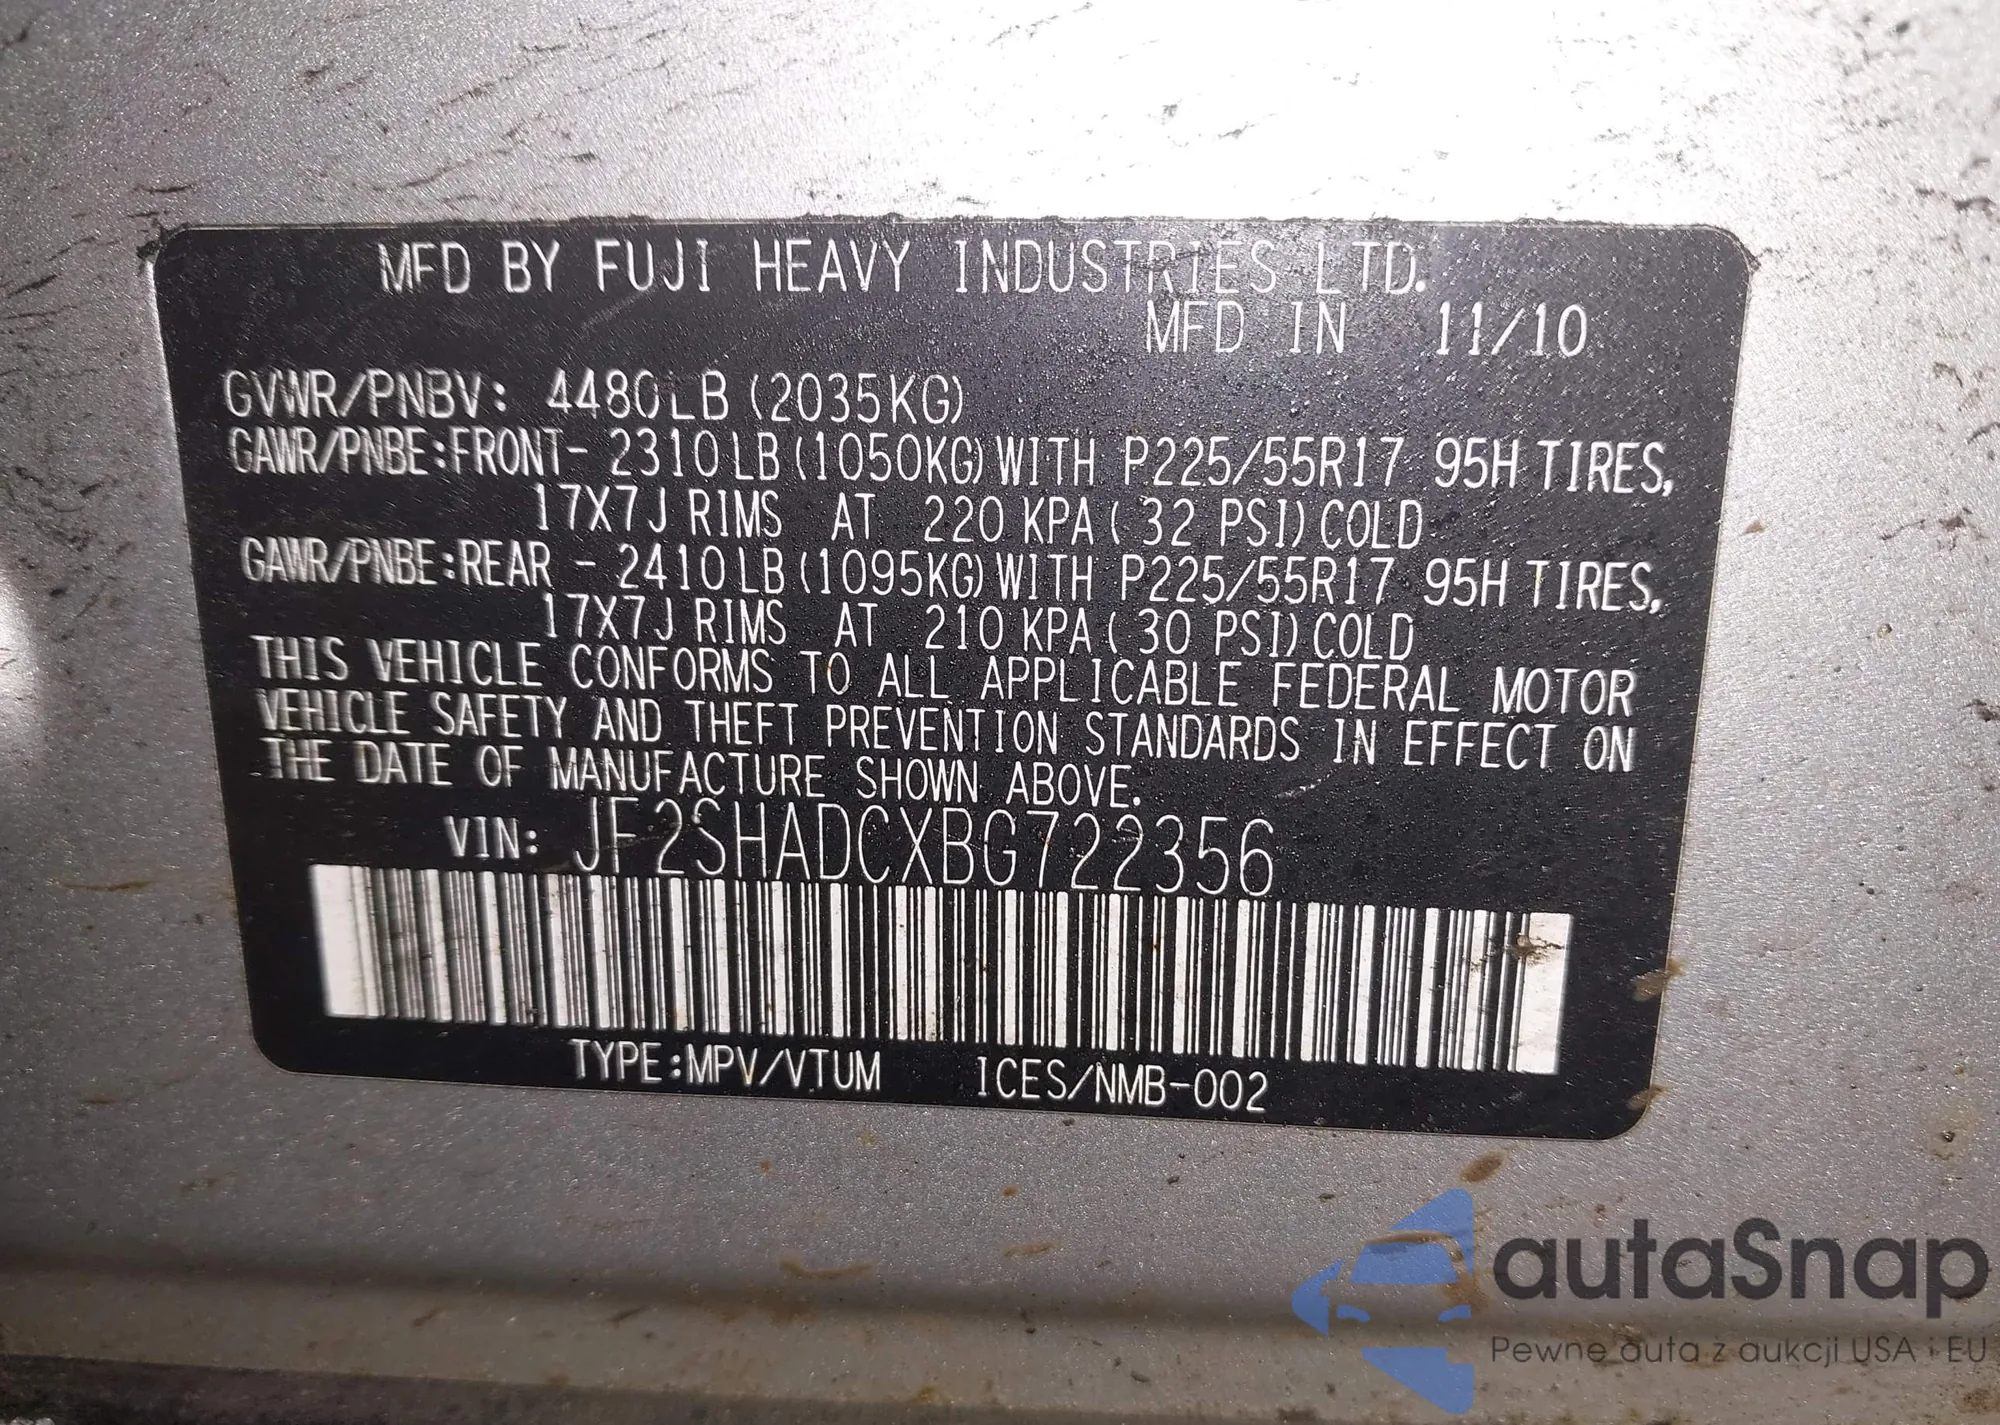 MFD BY FUJI HEAVY INDUSTRIES LTD.
MFD IN 11/10
GVWR/PNBV: 4480LB (2035KG)
GAWR/PNBE:FRONT- 2310LB (1050KG) WITH P225/55R17 95H TIRES,
17X7J RIMS AT 220 KPA ( 32 PSI) COLD
GAWR/PNBE:REAR - 2410LB (1095KG) WITH P225/55R17 95H TIRES,
17X7J RIMS AT 210 KPA ( 30 PSI) COLD
THIS VEHICLE CONFORMS TO ALL APPLICABLE FEDERAL MOTOR
VEHICLE SAFETY AND THEFT PREVENTION STANDARDS IN EFFECT ON
THE DATE OF MANUFACTURE SHOWN ABOVE.
VIN: JF2SHADCXBG722356
TYPE:MPV/VTUM ICES/NMB-002
autaSnap
Pewne auta z aukcji USA i EU